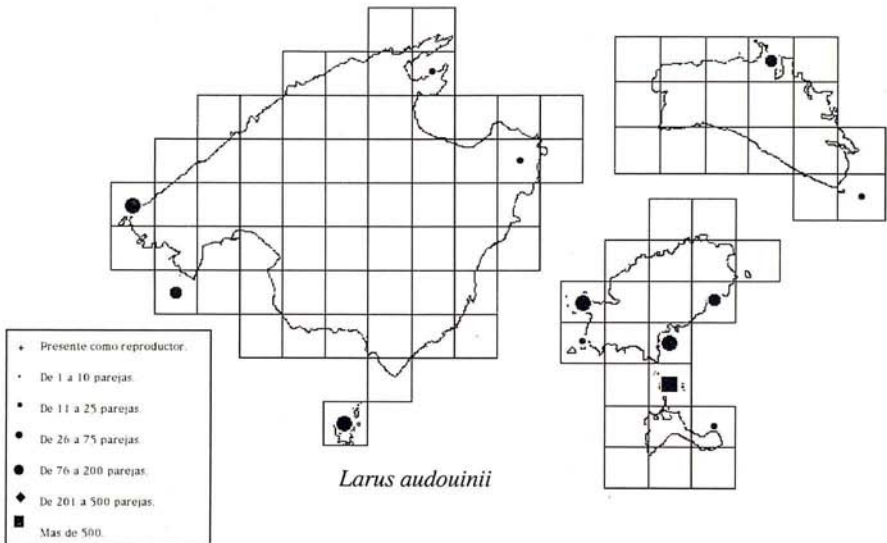 Presente como reproductor.
De 1 a 10 parejas.
De 11 a 25 parejas.
De 26 a 75 parejas.
De 76 a 200 parejas.
De 201 a 500 parejas.
Mas de 500.
Larus audouinii